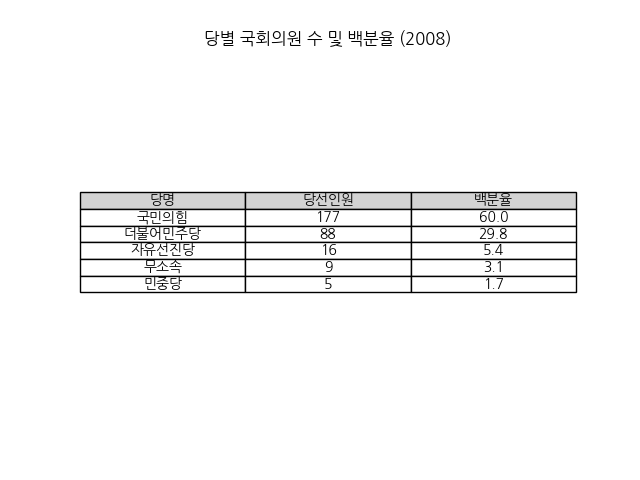 당별 국회의원 수 및 백분율 (2008)
당명 당선인원 백분율
국민의힘 177 60.0
더불어민주당 88 29.8
자유선진당 16 5.4
무소속 9 3.1
민중당 5 1.7